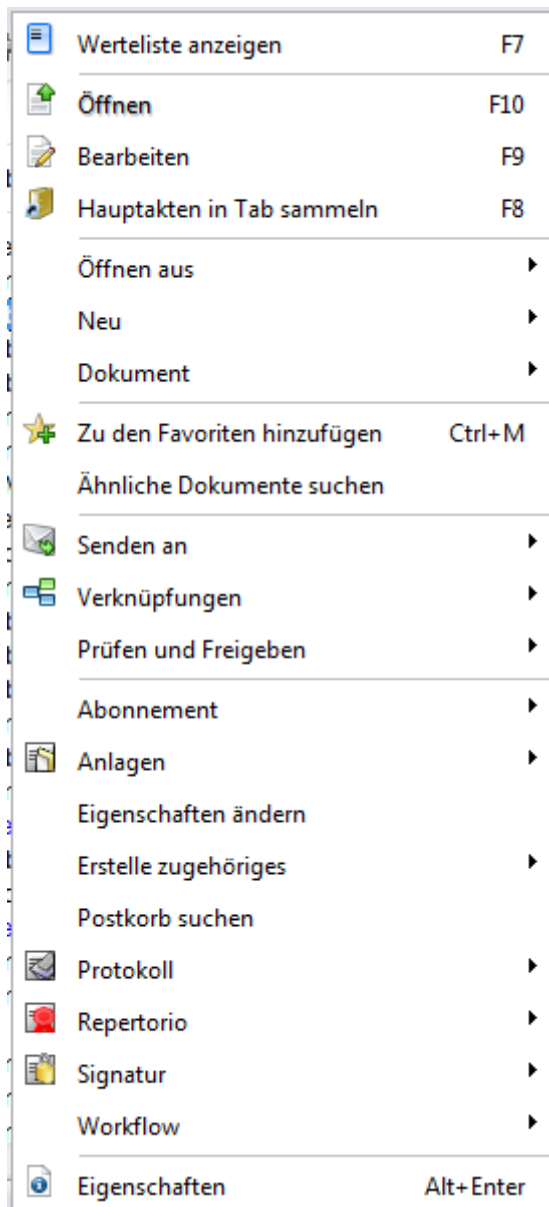 Werteliste anzeigen F7
Öffnen F10
Bearbeiten F9
Hauptakten in Tab sammeln F8
Öffnen aus
Neu
Dokument
Zu den Favoriten hinzufügen Ctrl+M
Ähnliche Dokumente suchen
Senden an
Verknüpfungen
Prüfen und Freigeben
Abonnement
Anlagen
Eigenschaften ändern
Erstelle zugehöriges
Postkorb suchen
Protokoll
Repertorio
Signatur
Workflow
Eigenschaften Alt+Enter